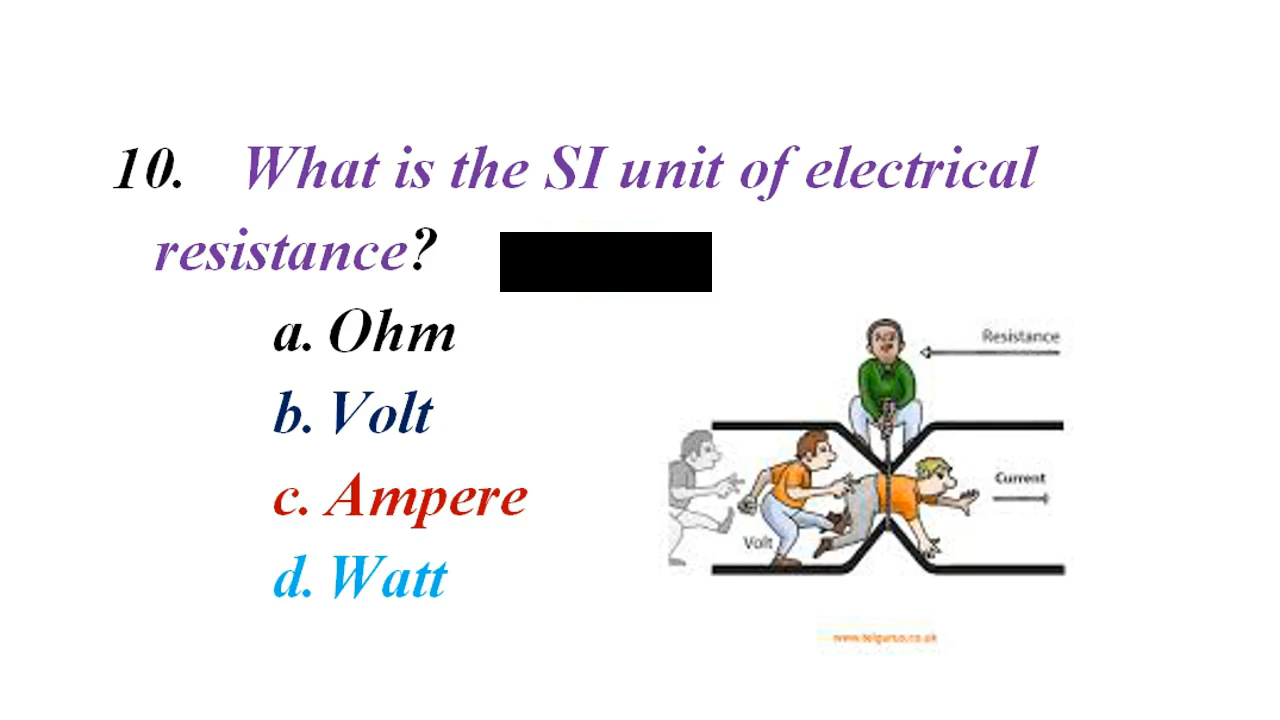 10. What is the SI unit of electrical
resistance?
a. Ohm
b. Volt
c. Ampere
d. Watt
Resistance
Current
Volt